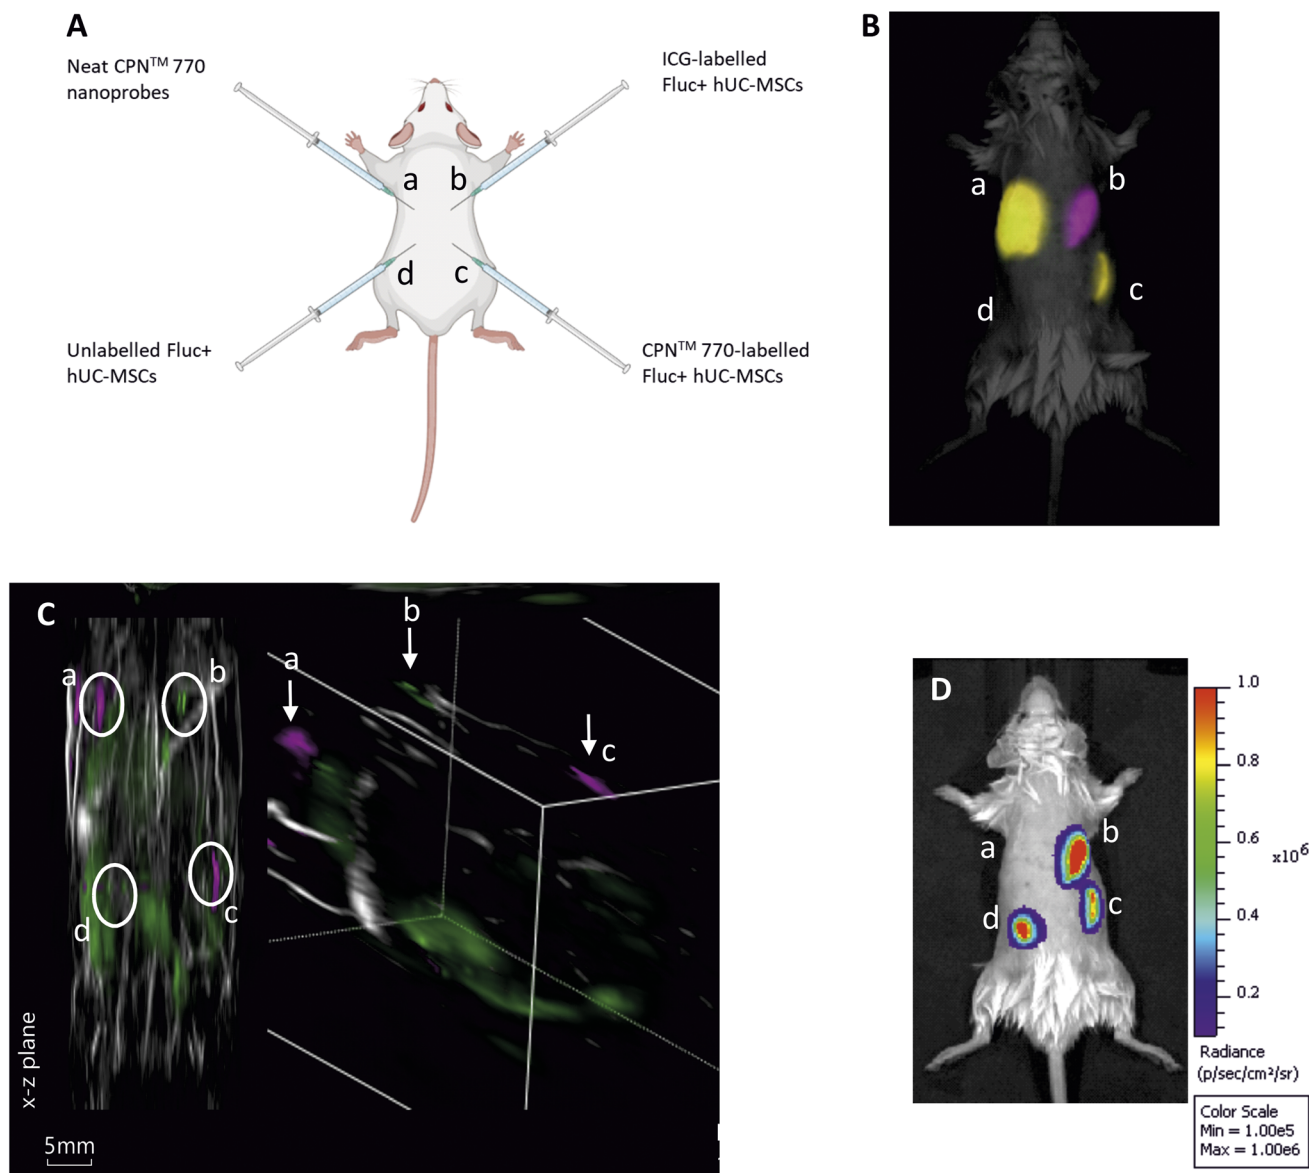 A
Neat CPN™ 770
nanoprobes
ICG-labelled
Fluc+ hUC-MSCs
a
b
d
c
Unlabelled Fluc+
hUC-MSCs
CPN™ 770-labelled
Fluc+ hUC-MSCs
B
a
b
c
d
C
a
b
d
c
x-z plane
5mm
a
b
c
D
a
b
c
d
1.0
0.8
0.6
x10⁶
0.4
0.2
Radiance
(p/sec/cm²/sr)
Color Scale
Min = 1.00e5
Max = 1.00e6